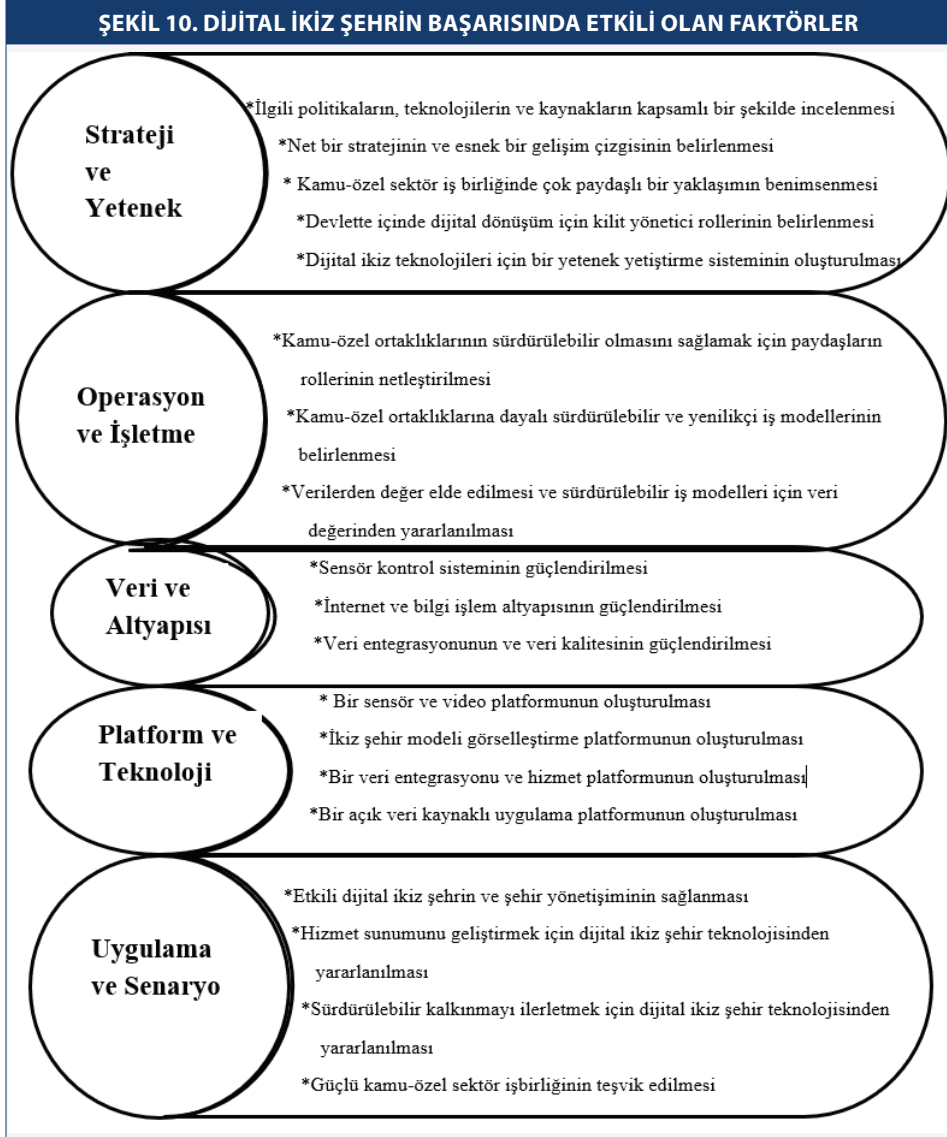 ŞEKİL 10. DİJİTAL İKİZ ŞEHRİN BAŞARISINDA ETKİLİ OLAN FAKTÖRLER
Strateji
ve
Yetenek
*İlgili politikaların, teknolojilerin ve kaynakların kapsamlı bir şekilde incelenmesi
*Net bir stratejinin ve esnek bir gelişim çizgisinin belirlenmesi
* Kamu-özel sektör iş birliğinde çok paydaşlı bir yaklaşımın benimsenmesi
*Devlette içinde dijital dönüşüm için kilit yönetici rollerinin belirlenmesi
*Dijital ikiz teknolojileri için bir yetenek yetiştirme sisteminin oluşturulması
Operasyon
ve İşletme
*Kamu-özel ortaklıklarının sürdürülebilir olmasını sağlamak için paydaşların
rollerinin netleştirilmesi
*Kamu-özel ortaklıklarına dayalı sürdürülebilir ve yenilikçi iş modellerinin
belirlenmesi
*Verilerden değer elde edilmesi ve sürdürülebilir iş modelleri için veri
değerinden yararlanılması
Veri ve
Altyapısı
*Sensör kontrol sisteminin güçlendirilmesi
*İnternet ve bilgi işlem altyapısının güçlendirilmesi
*Veri entegrasyonunun ve veri kalitesinin güçlendirilmesi
Platform ve
Teknoloji
* Bir sensör ve video platformunun oluşturulması
*İkiz şehir modeli görselleştirme platformunun oluşturulması
*Bir veri entegrasyonu ve hizmet platformunun oluşturulması
*Bir açık veri kaynaklı uygulama platformunun oluşturulması
Uygulama
ve Senaryo
*Etkili dijital ikiz şehrin ve şehir yönetişiminin sağlanması
*Hizmet sunumunu geliştirmek için dijital ikiz şehir teknolojisinden
yararlanılması
*Sürdürülebilir kalkınmayı ilerletmek için dijital ikiz şehir teknolojisinden
yararlanılması
*Güçlü kamu-özel sektör işbirliğinin teşvik edilmesi